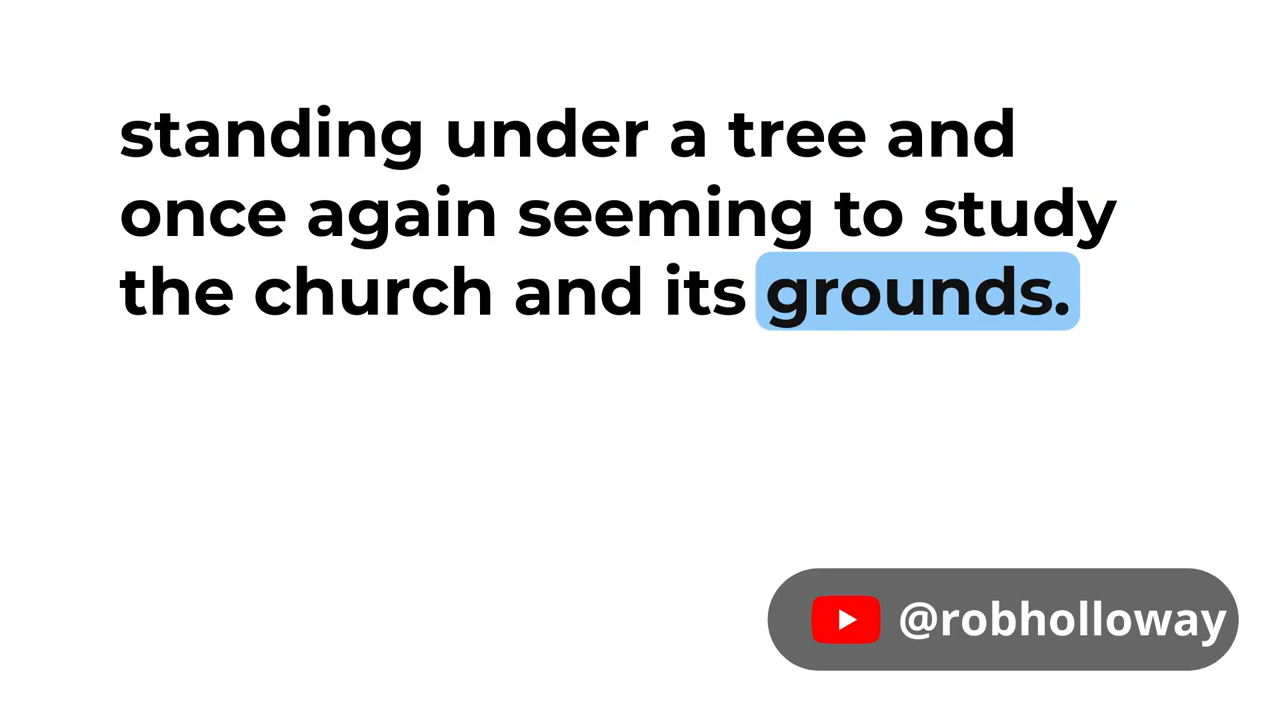 standing under a tree and
once again seeming to study
the church and its grounds.
@robholloway